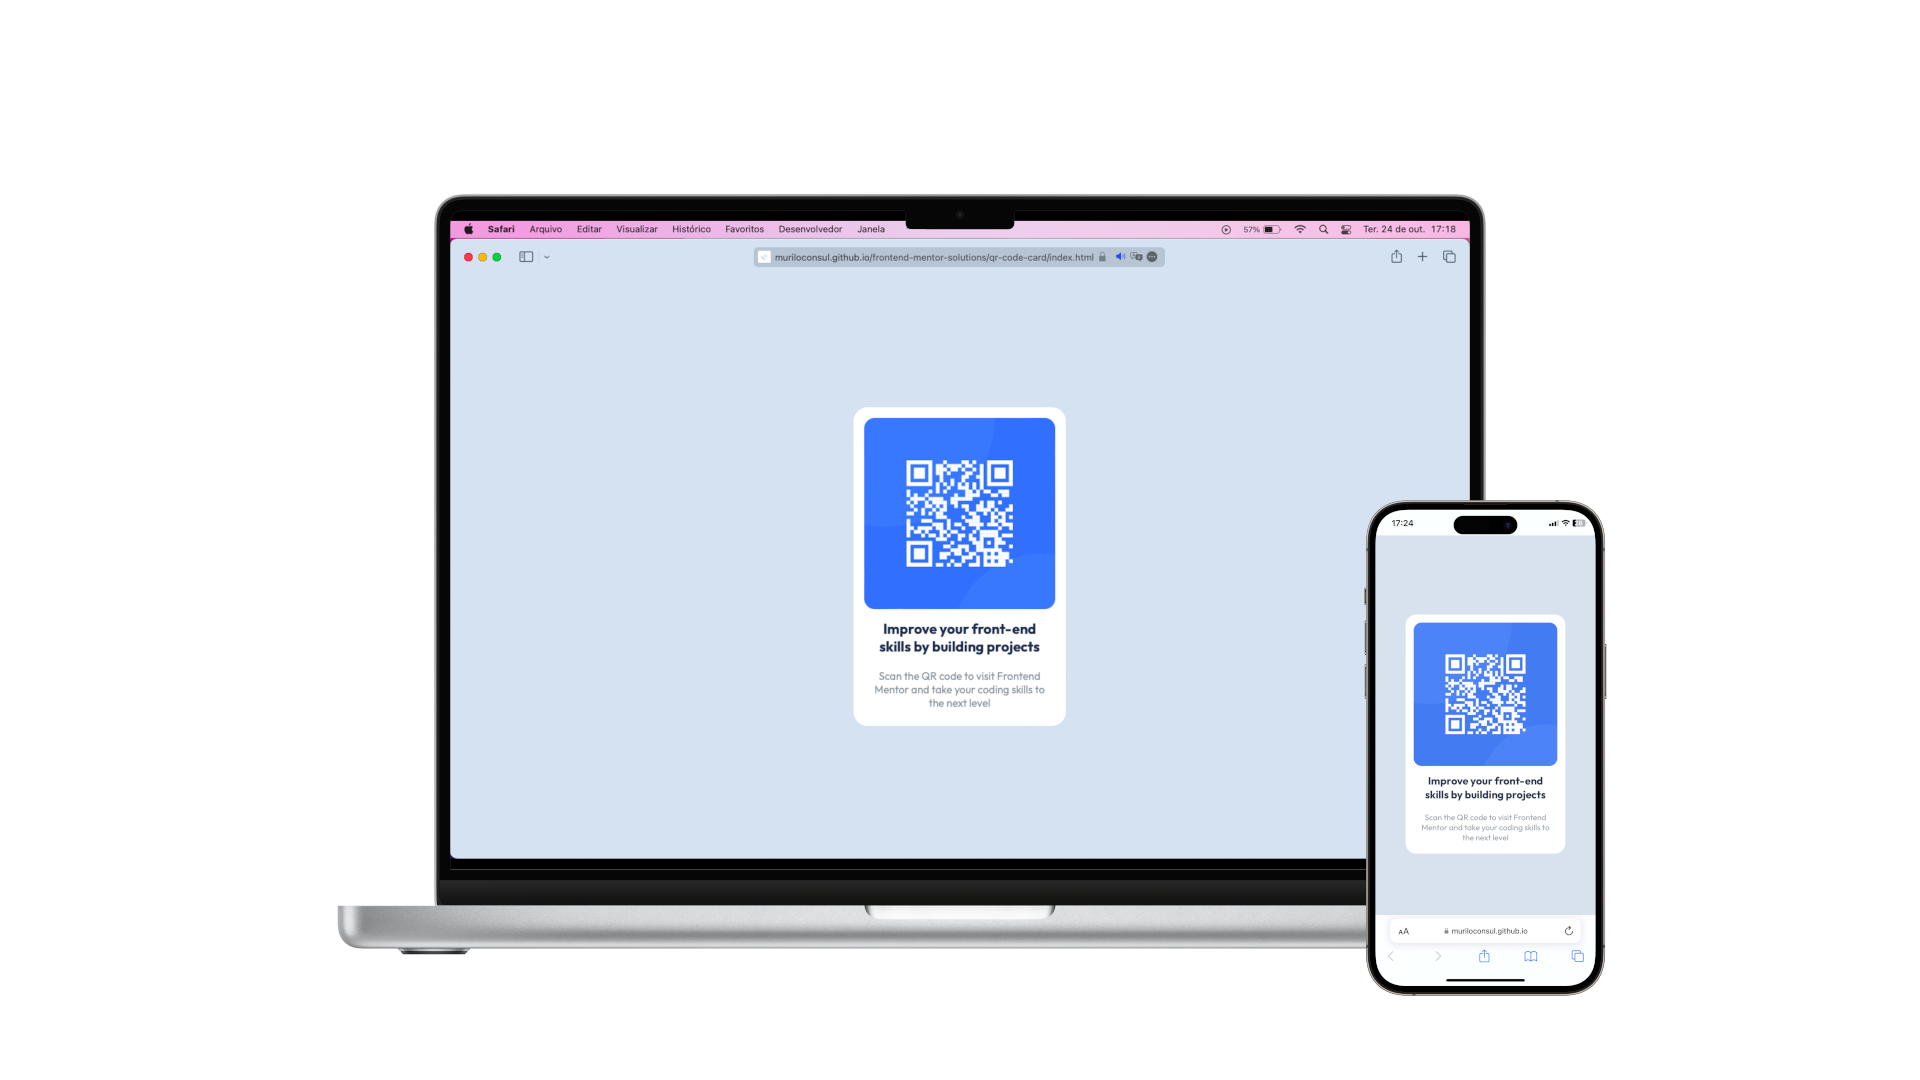 Safari Arquivo Editar Visualizar Histórico Favoritos Desenvolvedor Janela 57% Ter. 24 de out. 17:18
muriloconsul.github.io/frontend-mentor-solutions/qr-code-card/index.html
Improve your front-end
skills by building projects
Scan the QR code to visit Frontend
Mentor and take your coding skills to
the next level
17:24
Improve your front-end
skills by building projects
Scan the QR code to visit Frontend
Mentor and take your coding skills to
the next level
AA muriloconsul.github.io